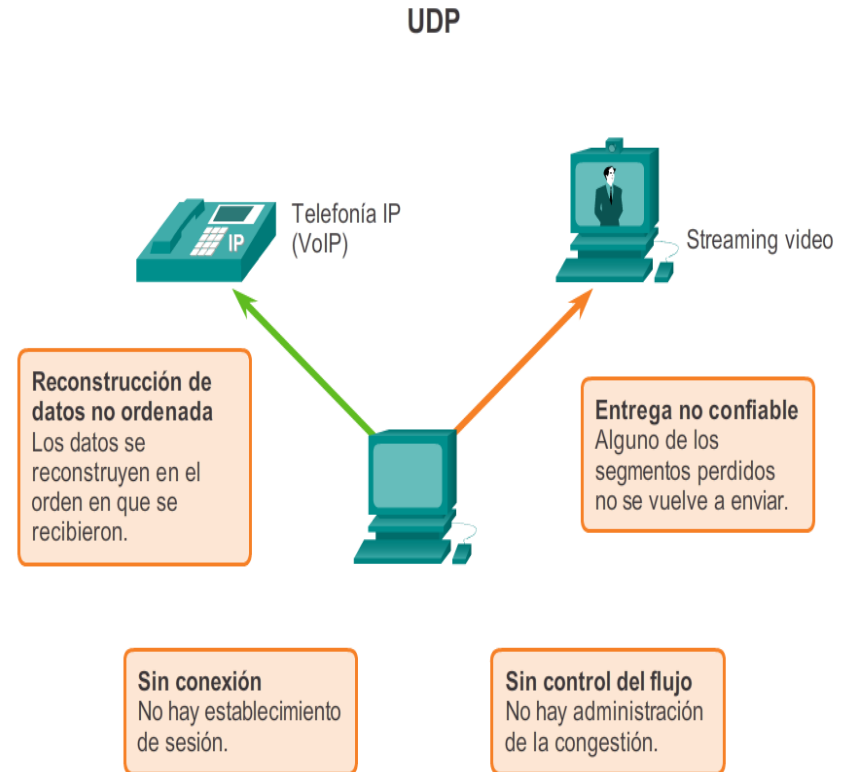 UDP
Telefonía IP
(VoIP)
IP
Streaming video
Reconstrucción de
datos no ordenada
Los datos se
reconstruyen en el
orden en que se
recibieron.
Entrega no confiable
Alguno de los
segmentos perdidos
no se vuelve a enviar.
Sin conexión
No hay establecimiento
de sesión.
Sin control del flujo
No hay administración
de la congestión.